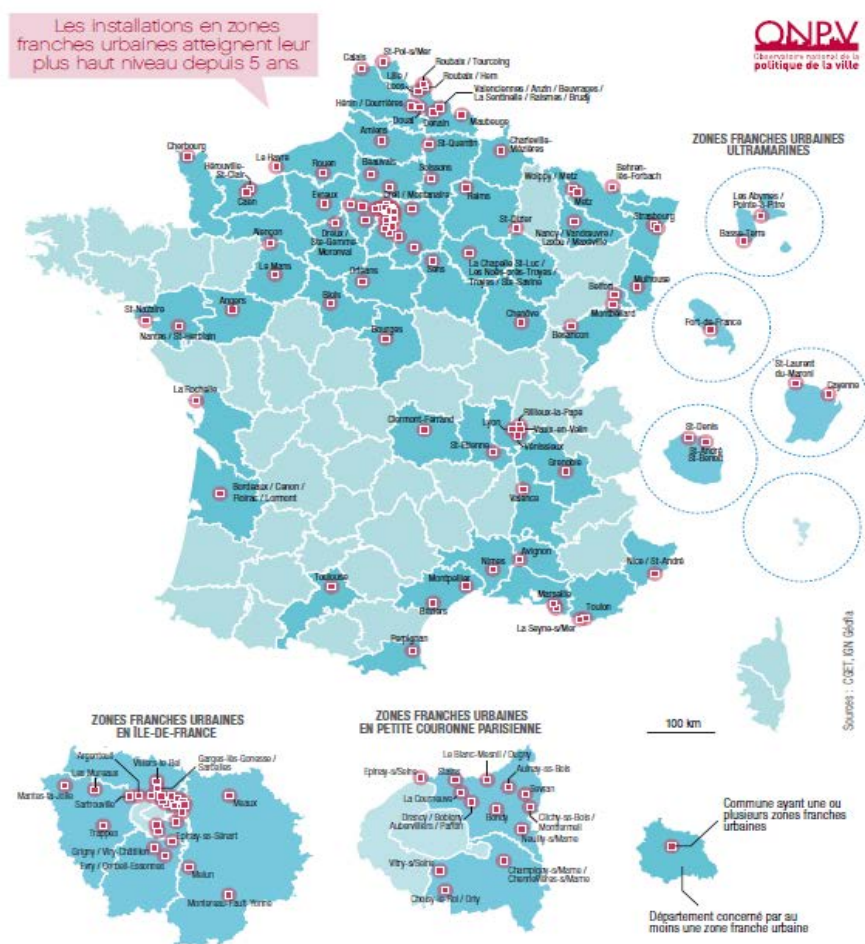 Les installations en zones
franches urbaines atteignent leur
plus haut niveau depuis 5 ans.
ONPV
Observatoire national de la
politique de la ville
St-Pol-s/Mer
Calais
Roubaix / Tourcoing
Lille /
Loos
Roubaix / Hem
Valenciennes / Anzin / Beuvrages /
La Sentinelle / Raismes / Bruay
Hénin / Courrières
Douai
Denain
Maubeuge
Amiens
St-Quentin
Charleville-
Mézières
Cherbourg
Le Havre
Rouen
Beauvais
Soissons
Hérouville-
St-Clair
Caen
Evreux
Creil / Montataire
Reims
Woippy / Metz
Metz
Behren-
lès-Forbach
Strasbourg
St-Dizier
Nancy / Vandœuvre /
Laxou / Maxéville
Alençon
Dreux /
Ste-Gemme-
Moronval
Le Mans
Orléans
Sens
La Chapelle St-Luc /
Les Noës-près-Troyes /
Troyes / Ste-Savine
Mulhouse
Belfort
Montbéliard
St-Nazaire
Angers
Blois
Chenôve
Besançon
Nantes / St-Herblain
Bourges
La Rochelle
Clermont-Ferrand
Lyon
Rillieux-la-Pape
Vaulx-en-Velin
Vénissieux
St-Etienne
Grenoble
Bordeaux / Cenon /
Floirac / Lormont
Valence
Avignon
Nîmes
Nice / St-André
Toulouse
Montpellier
Marseille
Béziers
Toulon
La Seyne-s/Mer
Perpignan
ZONES FRANCHES URBAINES
ULTRAMARINES
Les Abymes /
Pointe-à-Pitre
Basse-Terre
Fort-de-France
St-Laurent
du-Maroni
Cayenne
St-Denis
St-André
St-Benoît
Sources : CGET, IGN Géofla
100 km
ZONES FRANCHES URBAINES
EN ÎLE-DE-FRANCE
Argenteuil
Villiers-le-Bel
Garges-lès-Gonesse /
Sarcelles
Les Mureaux
Mantes-la-Jolie
Sartrouville
Meaux
Trappes
Epinay-ss-Sénart
Grigny / Viry-Châtillon
Evry / Corbeil-Essonnes
Melun
Montereau-Fault-Yonne
ZONES FRANCHES URBAINES
EN PETITE COURONNE PARISIENNE
Le Blanc-Mesnil / Dugny
Epinay-s/Seine
Stains
Aulnay-ss-Bois
La Courneuve
Sevran
Drancy / Bobigny
Aubervilliers / Pantin
Bondy
Clichy-ss-Bois /
Montfermeil
Neuilly-s/Marne
Vitry-s/Seine
Champigny-s/Marne /
Chennevières-s/Marne
Choisy-le-Roi / Orly
Commune ayant une ou
plusieurs zones franches
urbaines
Département concerné par au
moins une zone franche urbaine